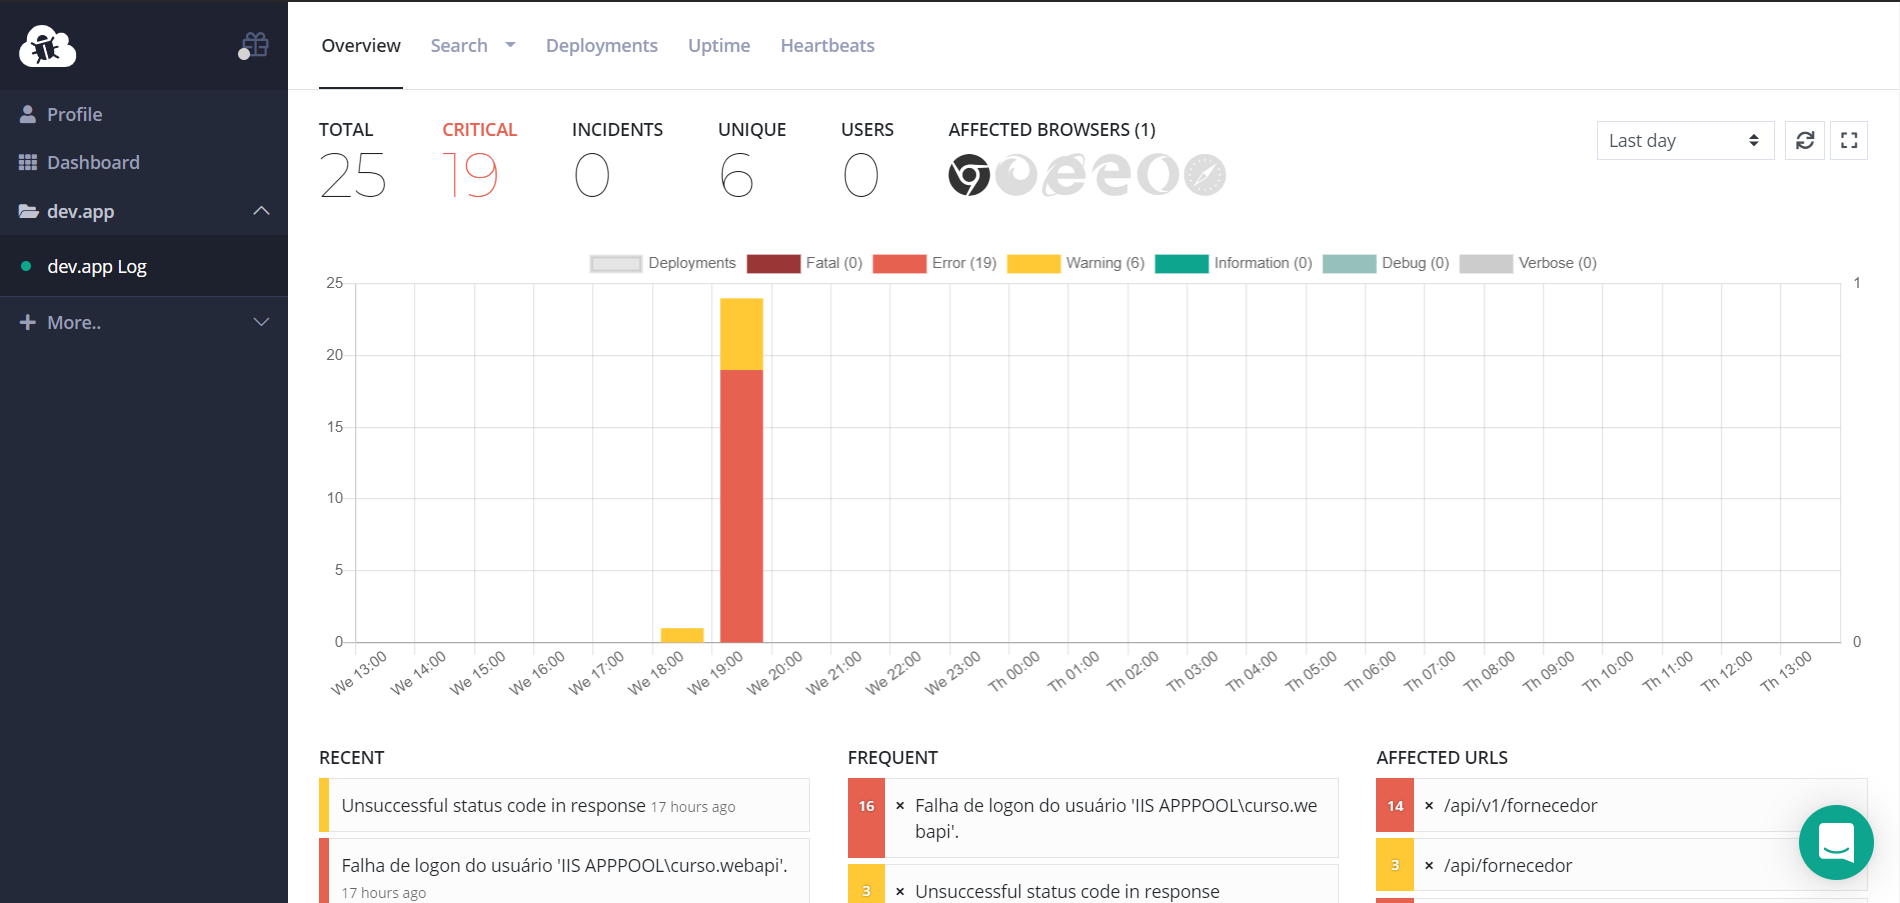 Overview
Search
Deployments
Uptime
Heartbeats
Profile
Dashboard
dev.app
dev.app Log
More..
TOTAL
25
CRITICAL
19
INCIDENTS
0
UNIQUE
6
USERS
0
AFFECTED BROWSERS (1)
Last day
Deployments
Fatal (0)
Error (19)
Warning (6)
Information (0)
Debug (0)
Verbose (0)
25
20
15
10
5
0
1
0
We 13:00
We 14:00
We 15:00
We 16:00
We 17:00
We 18:00
We 19:00
We 20:00
We 21:00
We 22:00
We 23:00
Th 00:00
Th 01:00
Th 02:00
Th 03:00
Th 04:00
Th 05:00
Th 06:00
Th 07:00
Th 08:00
Th 09:00
Th 10:00
Th 11:00
Th 12:00
Th 13:00
RECENT
Unsuccessful status code in response 17 hours ago
Falha de logon do usuário 'IIS APPPOOL\curso.webapi'.
17 hours ago
FREQUENT
16 × Falha de logon do usuário 'IIS APPPOOL\curso.we
bapi'.
3 × Unsuccessful status code in response
AFFECTED URLS
14 × /api/v1/fornecedor
3 × /api/fornecedor